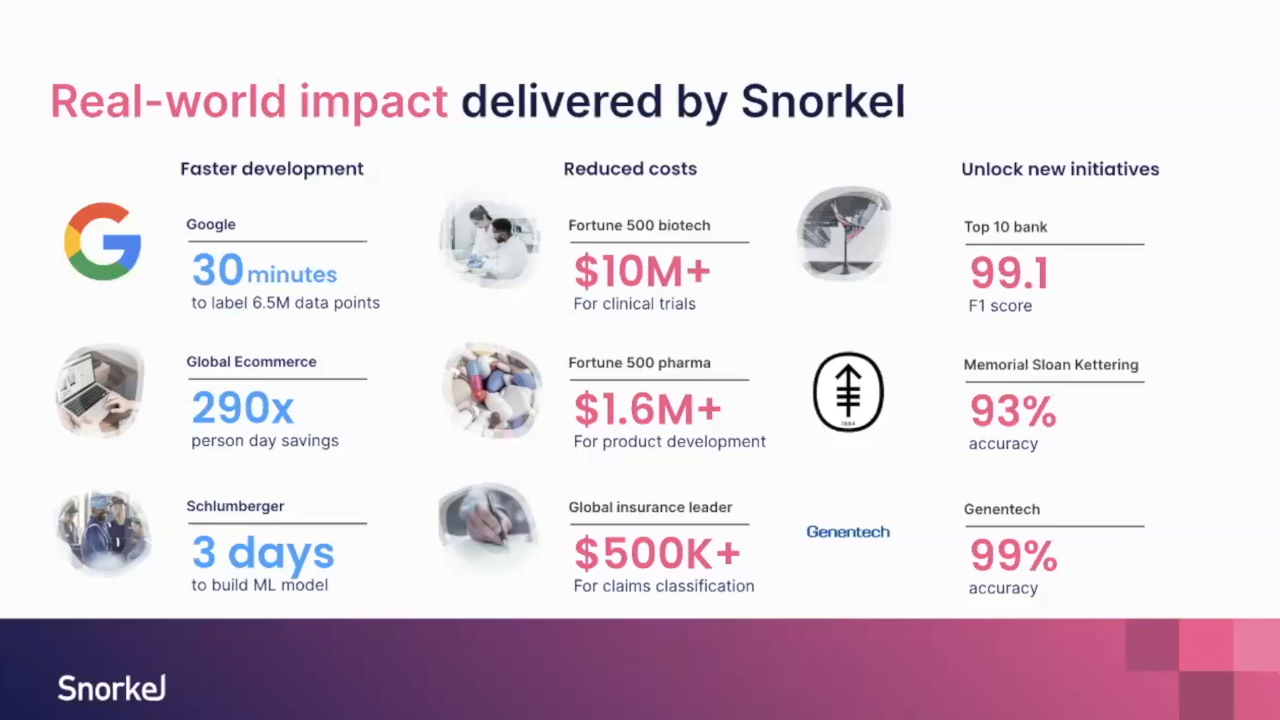 Real-world impact delivered by Snorkel
Faster development
Google
30 minutes
to label 6.5M data points
Global Ecommerce
290x
person day savings
Schlumberger
3 days
to build ML model
Reduced costs
Fortune 500 biotech
$10M+
For clinical trials
Fortune 500 pharma
$1.6M+
For product development
Global insurance leader
$500K+
For claims classification
Unlock new initiatives
Top 10 bank
99.1
F1 score
1884
Memorial Sloan Kettering
93%
accuracy
Genentech
Genentech
99%
accuracy
Snorkel